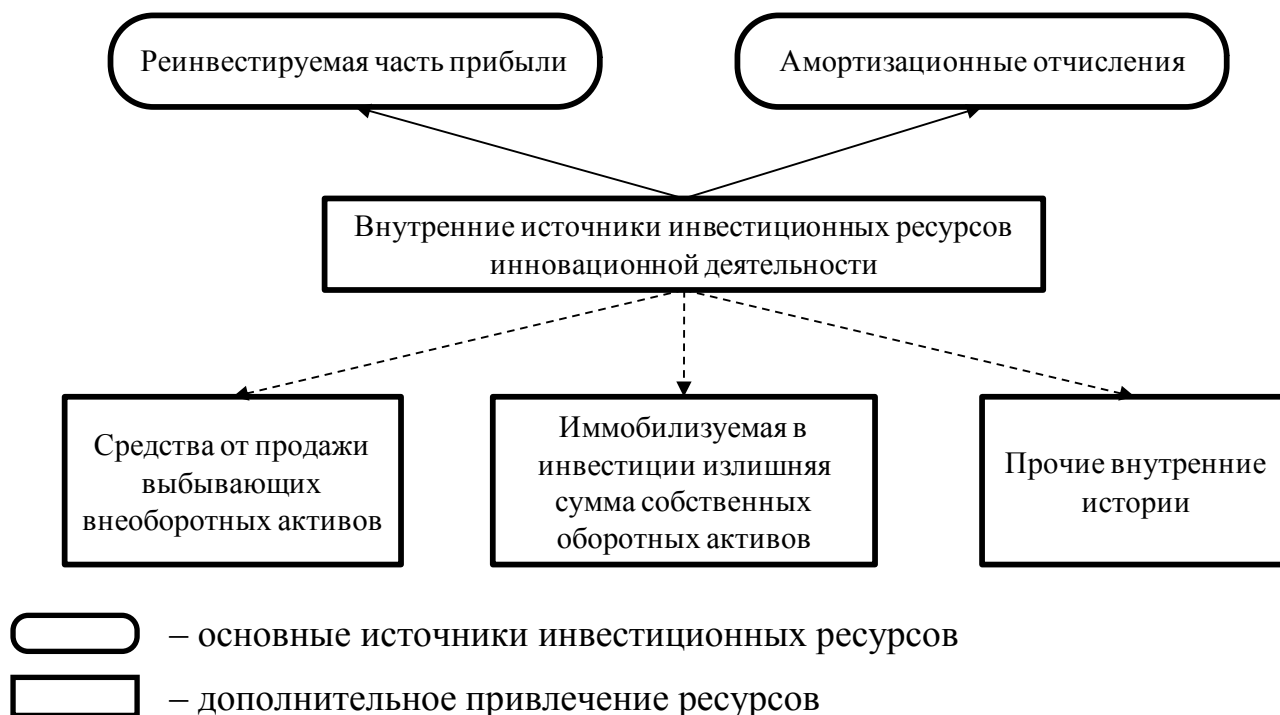 Реинвестируемая часть прибыли
Амортизационные отчисления
Внутренние источники инвестиционных ресурсов
инновационной деятельности
Средства от продажи
выбывающих
внеоборотных активов
Иммобилизуемая в
инвестиции излишняя
сумма собственных
оборотных активов
Прочие внутренние
истории
– основные источники инвестиционных ресурсов
– дополнительное привлечение ресурсов